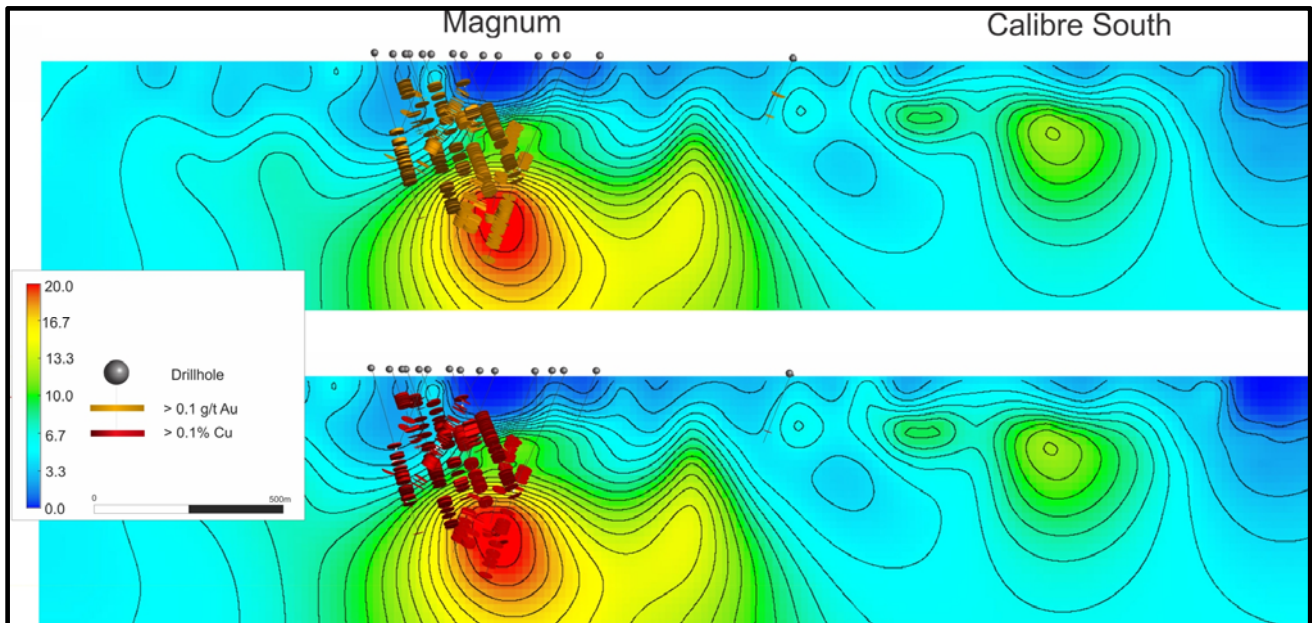 Magnum
Calibre South
20.0
16.7
13.3
10.0
6.7
3.3
0.0
Drillhole
> 0.1 g/t Au
> 0.1% Cu
0
500m